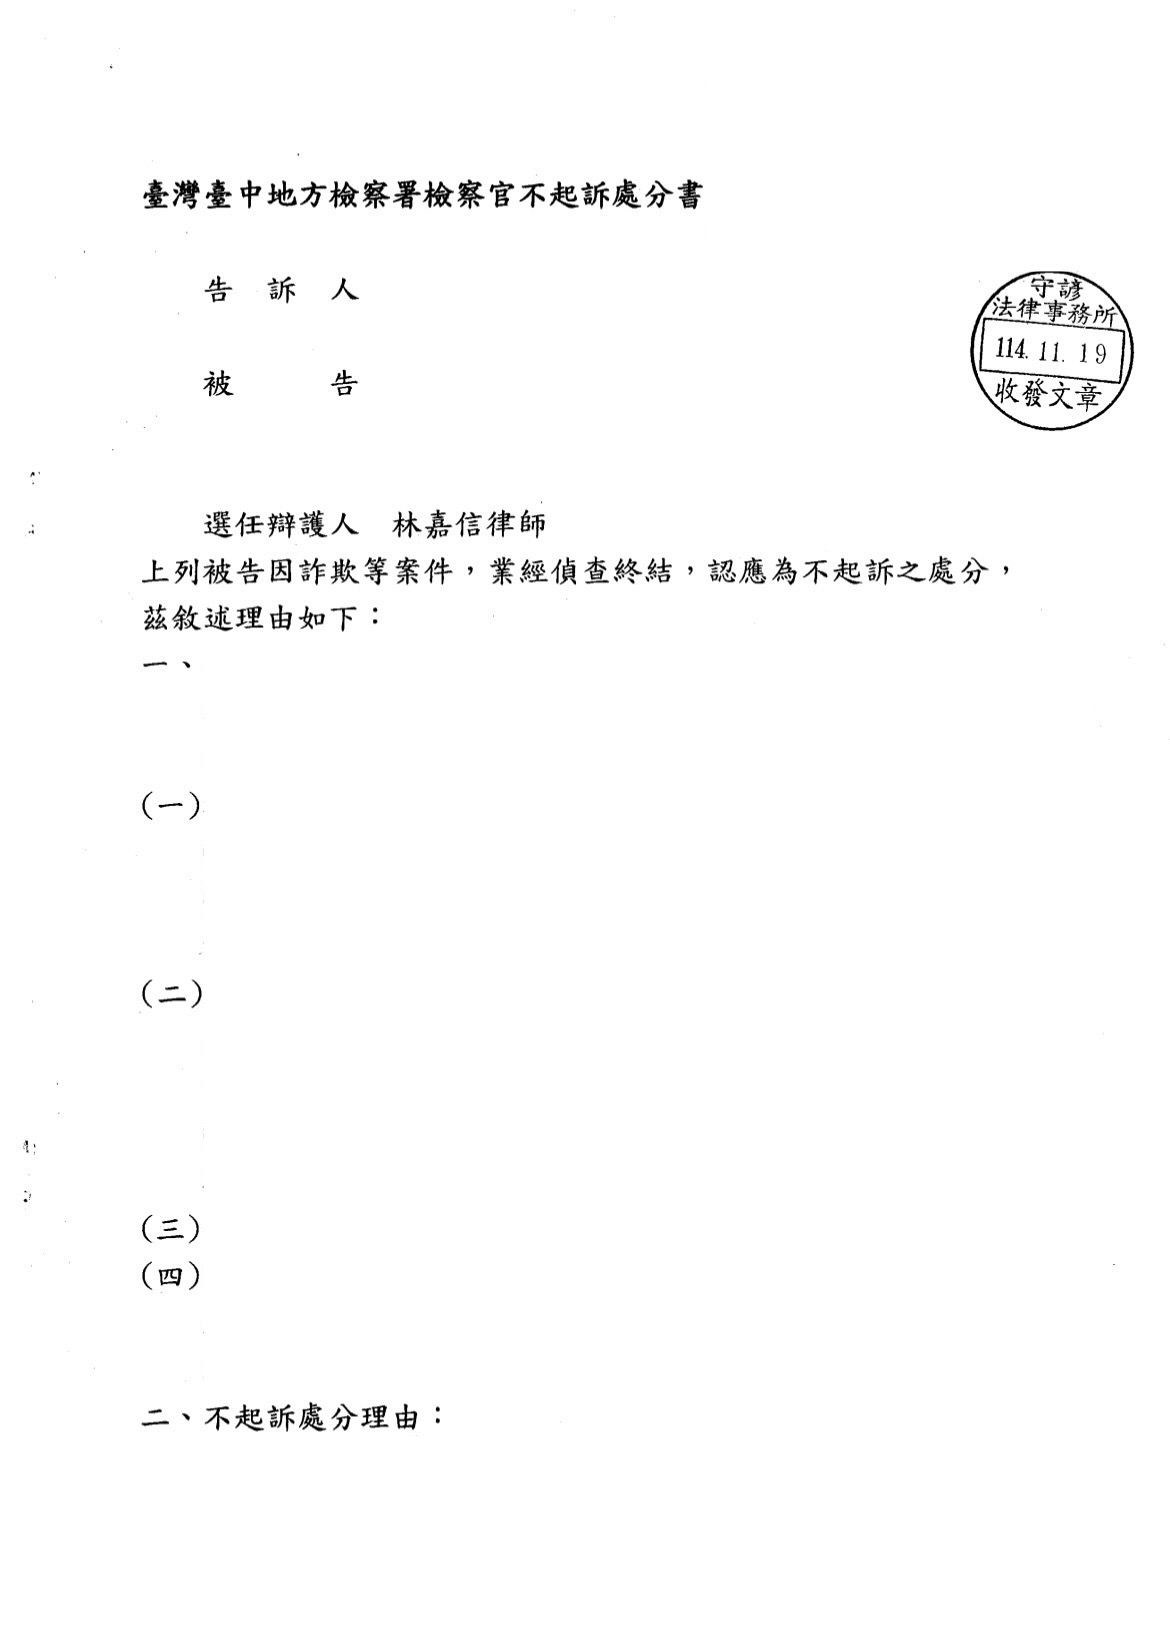 臺灣臺中地方檢察署檢察官不起訴處分書
告訴人
守諺
法律事務所
114.11.19
收發文章
被告
選任辯護人 林嘉信律師
上列被告因詐欺等案件，業經偵查終結，認應為不起訴之處分，
茲敘述理由如下：
一、
(一)
(二)
(三)
(四)
二、不起訴處分理由：